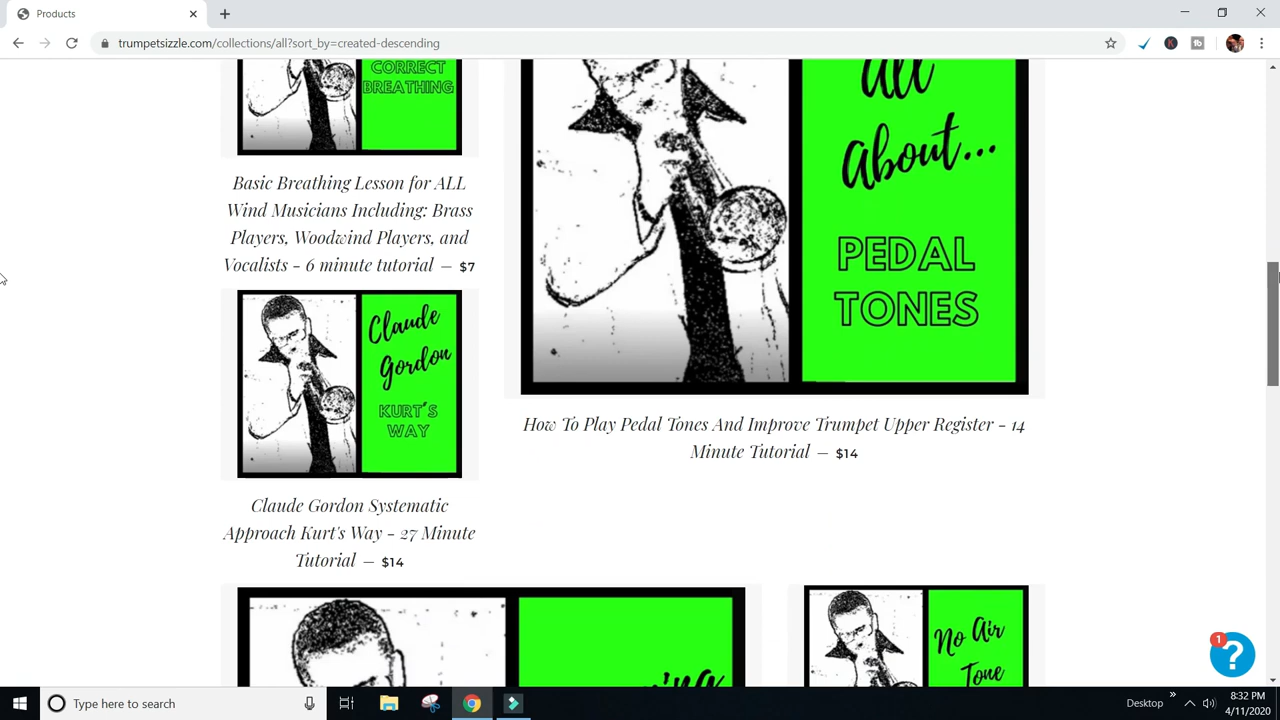 Products
trumpetsizzle.com/collections/all?sort_by=created-descending
CORRECT
BREATHING
Basic Breathing Lesson for ALL
Wind Musicians Including: Brass
Players, Woodwind Players, and
Vocalists - 6 minute tutorial — $7
Claude
Gordon
KURT'S
WAY
Claude Gordon Systematic
Approach Kurt's Way - 27 Minute
Tutorial — $14
All
About...
PEDAL
TONES
How To Play Pedal Tones And Improve Trumpet Upper Register - 14
Minute Tutorial — $14
No Air
Tone
1
?
Type here to search
Desktop
8:32 PM
4/11/2020